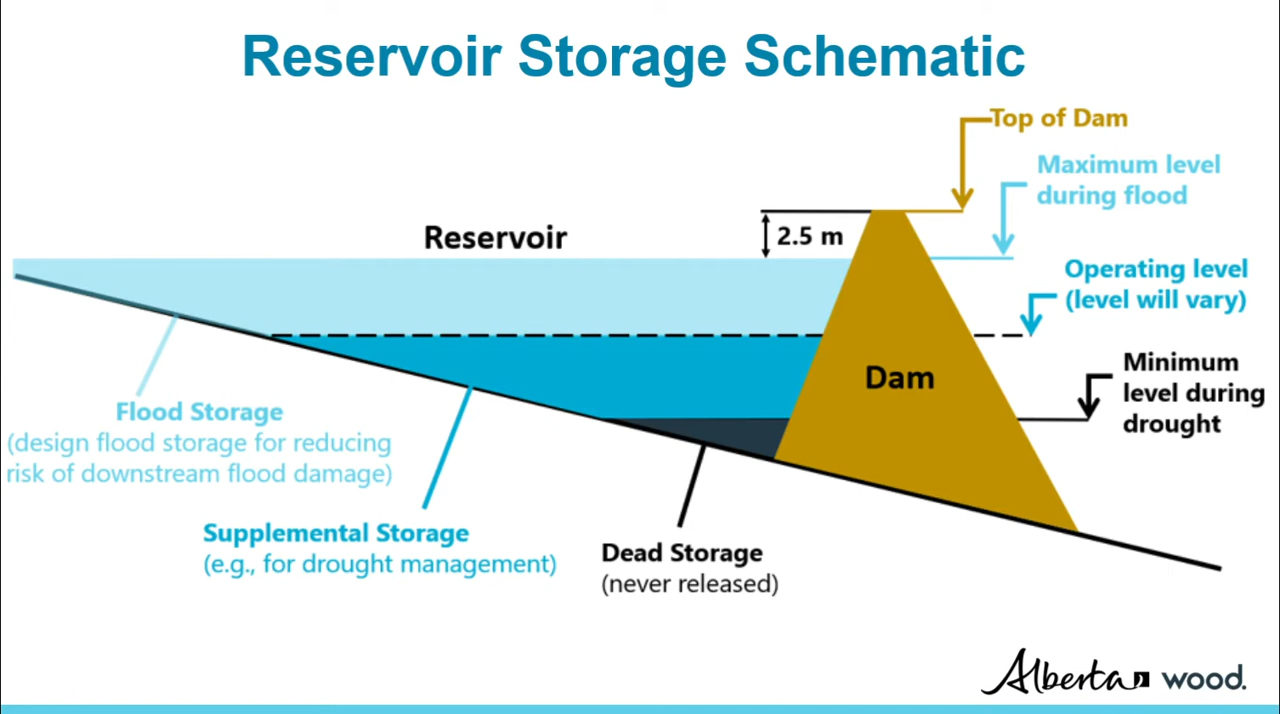 Reservoir Storage Schematic
Top of Dam
Maximum level
during flood
Reservoir
2.5 m
Operating level
(level will vary)
Dam
Minimum
level during
drought
Flood Storage
(design flood storage for reducing
risk of downstream flood damage)
Supplemental Storage
(e.g., for drought management)
Dead Storage
(never released)
Alberta
wood.